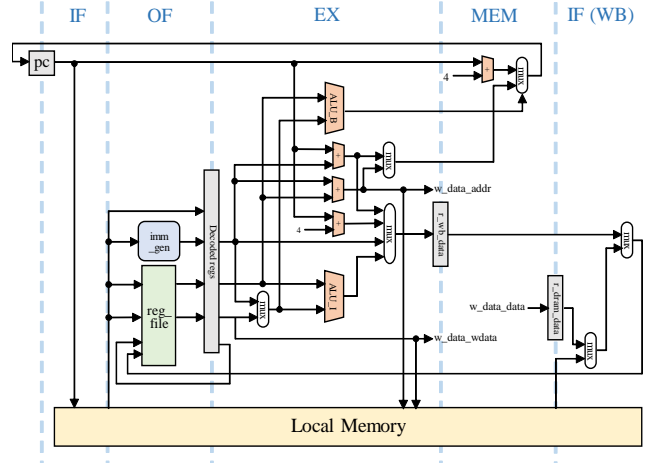 IF OF EX MEM IF (WB)
pc
+
mux
4
ALU_B
+
mux
w_data_addr
+
Decoded regs
imm
_gen
+
4
mux
r_wb_data
mux
reg_
file
mux
ALU_I
w_data_data
r_dram_data
mux
w_data_wdata
Local Memory